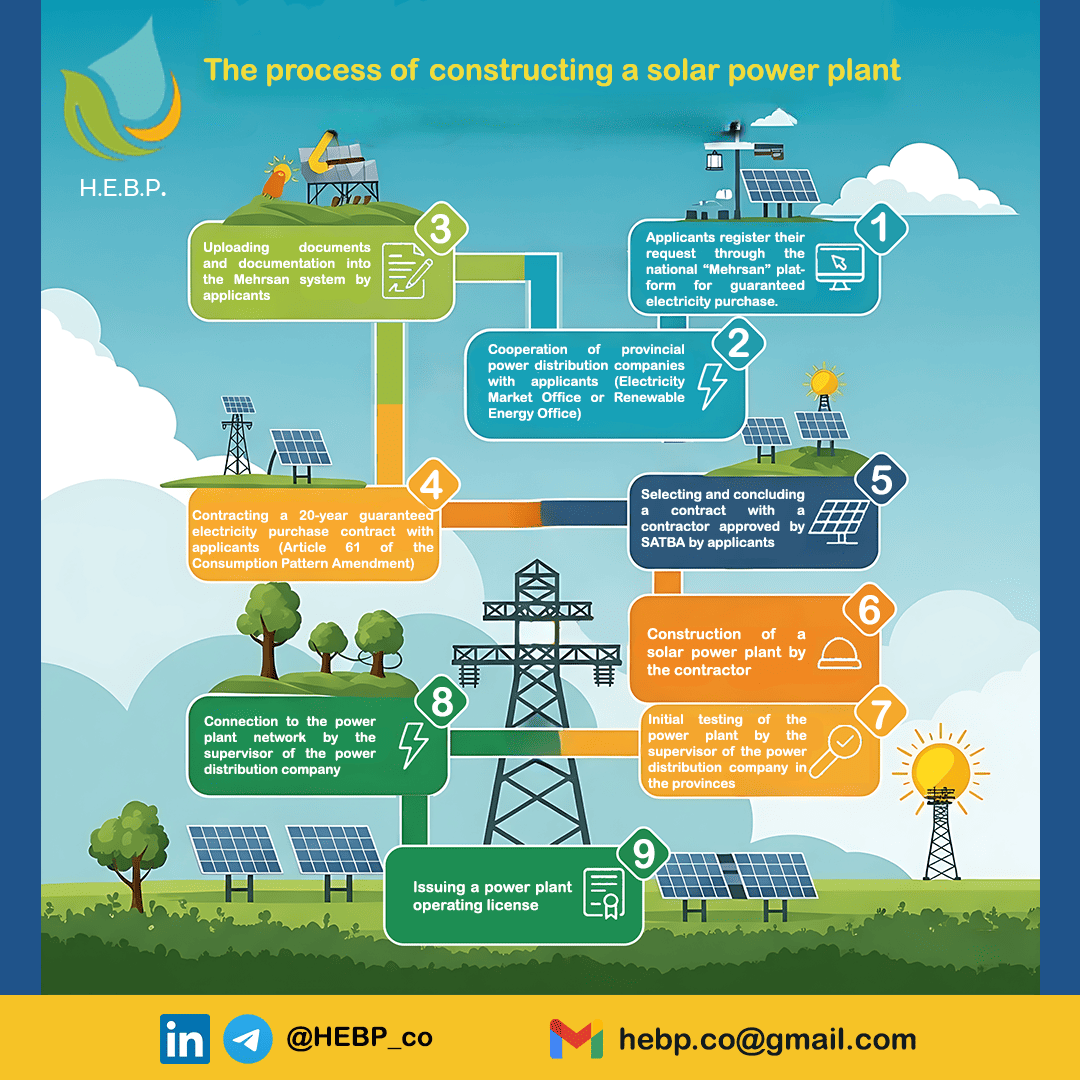 The process of constructing a solar power plant
H.E.B.P.
1
Applicants register their
request through the
national “Mehrsan” plat-
form for guaranteed
electricity purchase.
2
Cooperation of provincial
power distribution companies
with applicants (Electricity
Market Office or Renewable
Energy Office)
3
Uploading documents
and documentation into
the Mehrsan system by
applicants
4
Contracting a 20-year guaranteed
electricity purchase contract with
applicants (Article 61 of the
Consumption Pattern Amendment)
5
Selecting and concluding
a contract with a
contractor approved by
SATBA by applicants
6
Construction of a
solar power plant by
the contractor
7
Initial testing of the
power plant by the
supervisor of the power
distribution company in
the provinces
8
Connection to the power
plant network by the
supervisor of the power
distribution company
9
Issuing a power plant
operating license
in
@HEBP_co
hebp.co@gmail.com